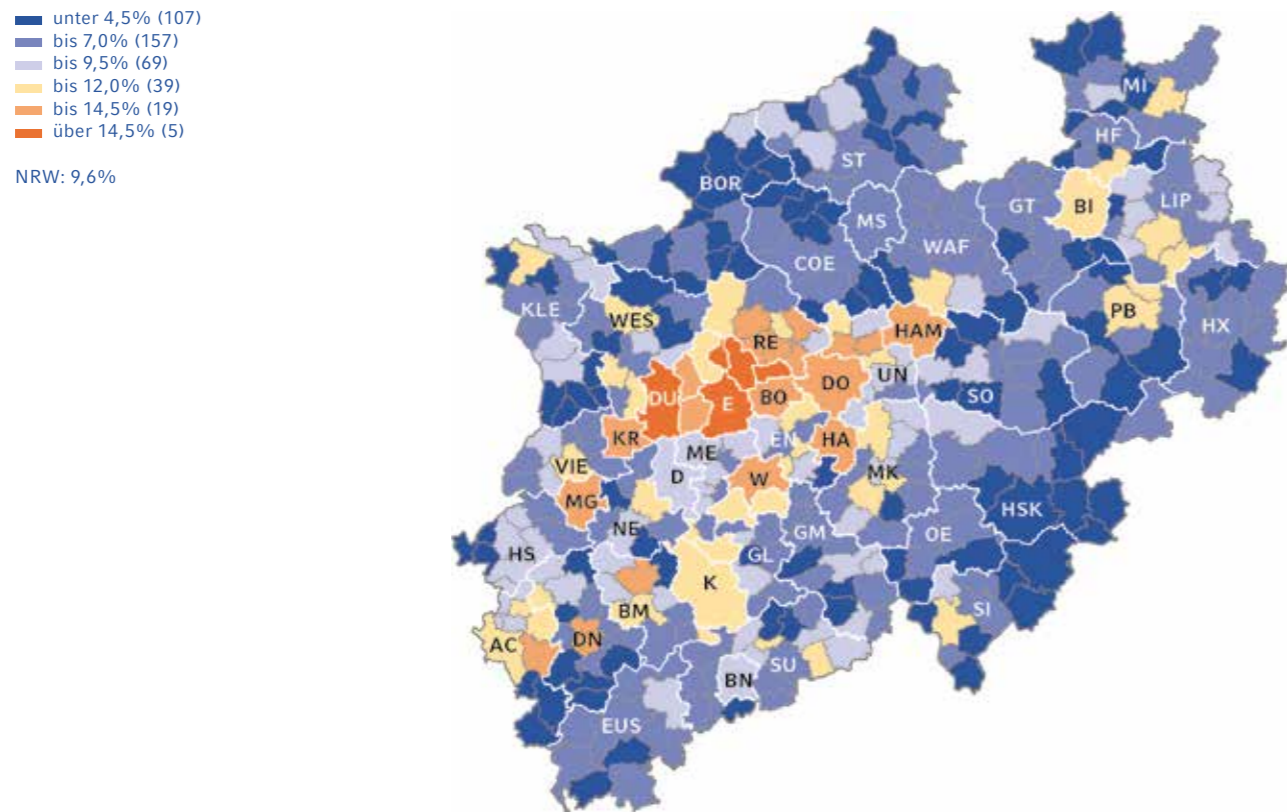 unter 4,5% (107)
bis 7,0% (157)
bis 9,5% (69)
bis 12,0% (39)
bis 14,5% (19)
über 14,5% (5)
NRW: 9,6%
MI
HF
ST
BOR
LIP
BI
GT
MS
WAF
COE
KLE
WES
PB
HX
HAM
RE
UN
DO
SO
DU
E
BO
KR
EN
HA
ME
VIE
D
W
MK
MG
HSK
NE
GM
OE
HS
GL
K
BM
SI
DN
AC
SU
BN
EUS